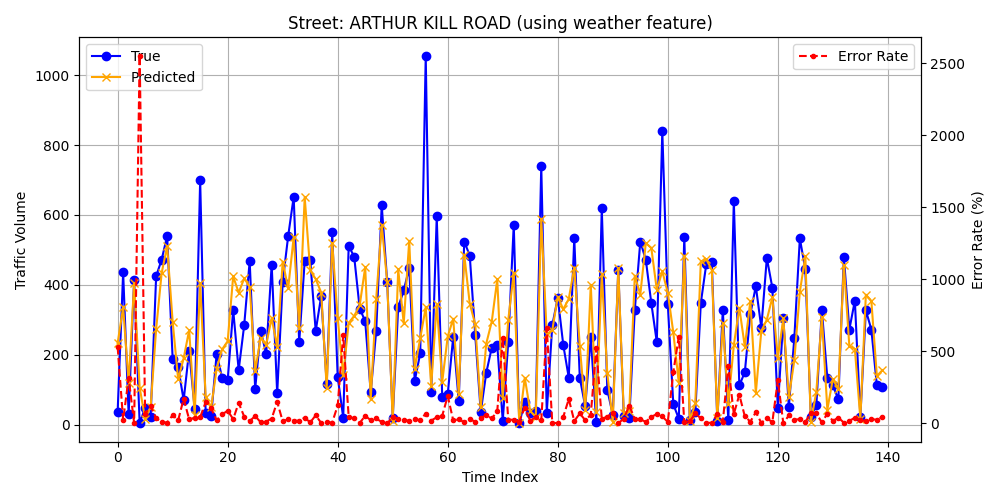 Street: ARTHUR KILL ROAD (using weather feature)
True
Predicted
Error Rate
Traffic Volume
1000
800
600
400
200
0
0 20 40 60 80 100 120 140
Time Index
2500
2000
1500
1000
500
0
Error Rate (%)